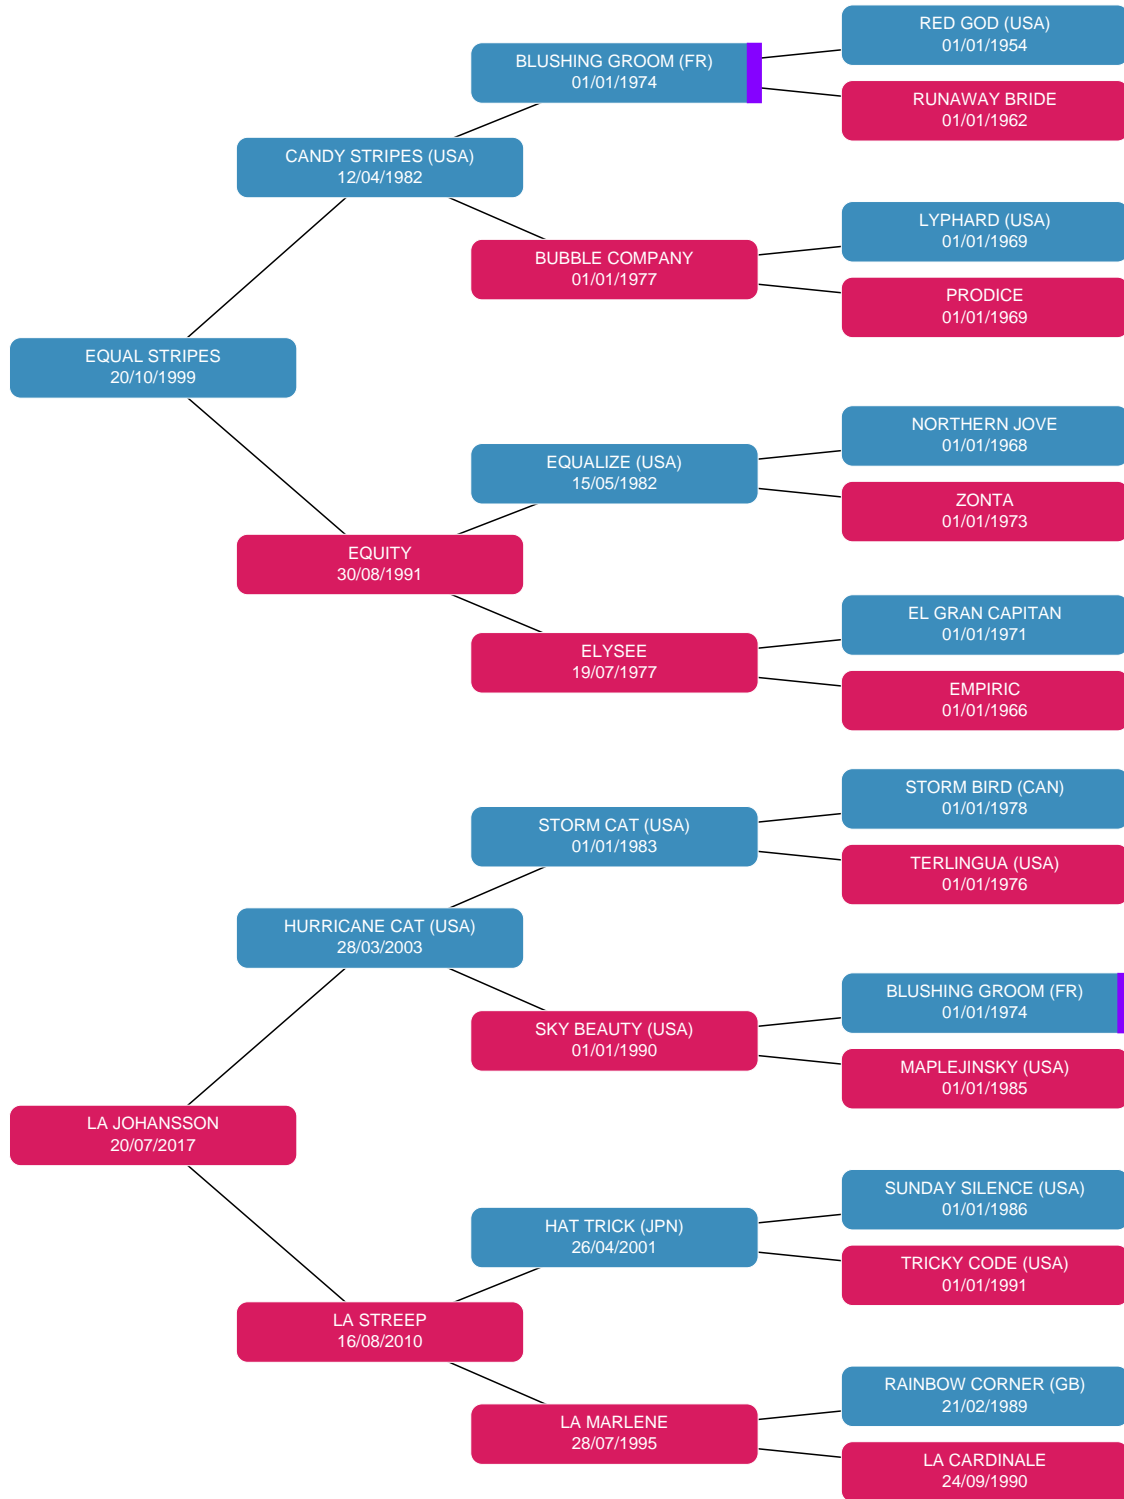 RED GOD (USA)
01/01/1954
BLUSHING GROOM (FR)
01/01/1974
RUNAWAY BRIDE
01/01/1962
CANDY STRIPES (USA)
12/04/1982
LYPHARD (USA)
01/01/1969
BUBBLE COMPANY
01/01/1977
PRODICE
01/01/1969
EQUAL STRIPES
20/10/1999
NORTHERN JOVE
01/01/1968
EQUALIZE (USA)
15/05/1982
ZONTA
01/01/1973
EQUITY
30/08/1991
EL GRAN CAPITAN
01/01/1971
ELYSEE
19/07/1977
EMPIRIC
01/01/1966
STORM BIRD (CAN)
01/01/1978
STORM CAT (USA)
01/01/1983
TERLINGUA (USA)
01/01/1976
HURRICANE CAT (USA)
28/03/2003
BLUSHING GROOM (FR)
01/01/1974
SKY BEAUTY (USA)
01/01/1990
MAPLEJINSKY (USA)
01/01/1985
LA JOHANSSON
20/07/2017
SUNDAY SILENCE (USA)
01/01/1986
HAT TRICK (JPN)
26/04/2001
TRICKY CODE (USA)
01/01/1991
LA STREEP
16/08/2010
RAINBOW CORNER (GB)
21/02/1989
LA MARLENE
28/07/1995
LA CARDINALE
24/09/1990